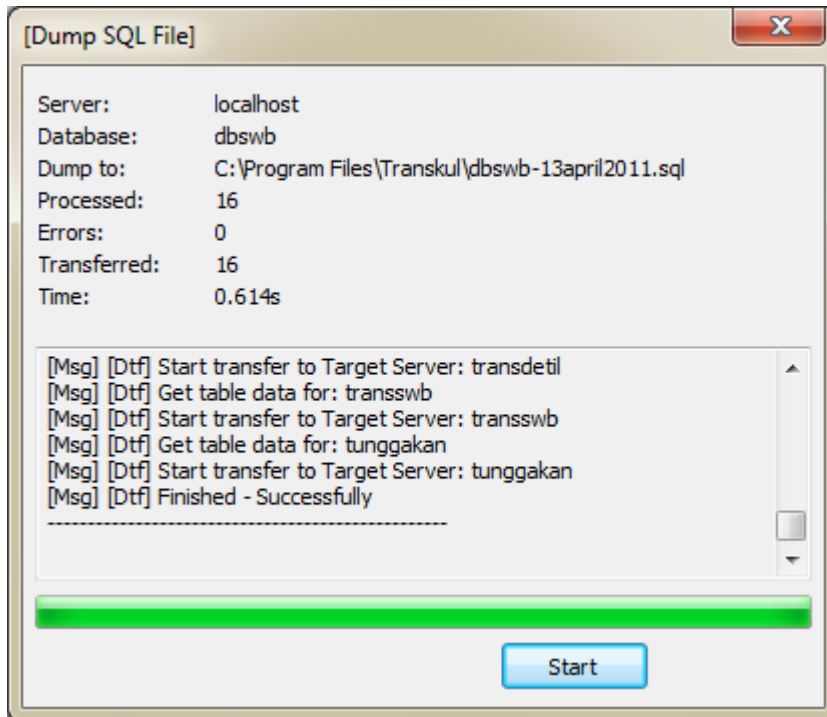 [Dump SQL File]
Server: localhost
Database: dbswb
Dump to: C:\Program Files\Transkul\dbswb-13april2011.sql
Processed: 16
Errors: 0
Transferred: 16
Time: 0.614s
[Msg] [Dtf] Start transfer to Target Server: transdetil
[Msg] [Dtf] Get table data for: transswb
[Msg] [Dtf] Start transfer to Target Server: transswb
[Msg] [Dtf] Get table data for: tunggakan
[Msg] [Dtf] Start transfer to Target Server: tunggakan
[Msg] [Dtf] Finished - Successfully
--------------------------------------------------
Start